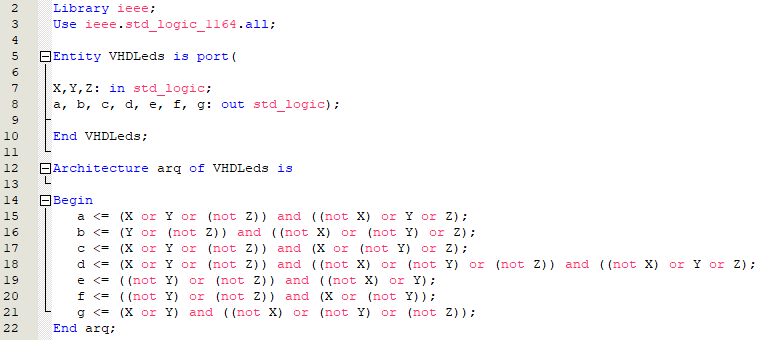 2 Library ieee;
3 Use ieee.std_logic_1164.all;
4
5 Entity VHDLeds is port(
6
7 X,Y,Z: in std_logic;
8 a, b, c, d, e, f, g: out std_logic);
9
10 End VHDLeds;
11
12 Architecture arq of VHDLeds is
13
14 Begin
15 a <= (X or Y or (not Z)) and ((not X) or Y or Z);
16 b <= (Y or (not Z)) and ((not X) or (not Y) or Z);
17 c <= (X or Y or (not Z)) and (X or (not Y) or Z);
18 d <= (X or Y or (not Z)) and ((not X) or (not Y) or (not Z)) and ((not X) or Y or Z);
19 e <= ((not Y) or (not Z)) and ((not X) or Y);
20 f <= ((not Y) or (not Z)) and (X or (not Y));
21 g <= (X or Y) and ((not X) or (not Y) or (not Z));
22 End arq;